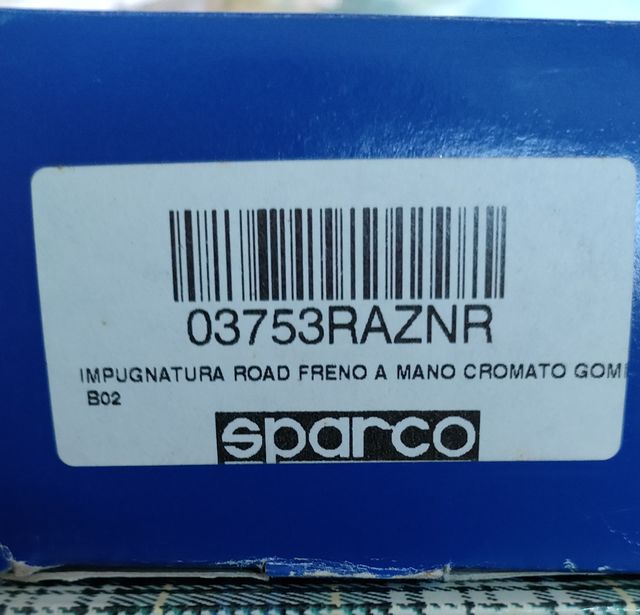 03753RAZNR
IMPUGNATURA ROAD FRENO A MANO CROMATO
B02
sparco